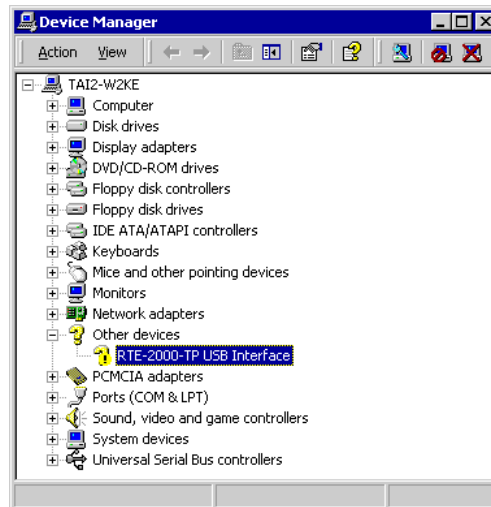 Device Manager
Action View
TAI2-W2KE
Computer
Disk drives
Display adapters
DVD/CD-ROM drives
Floppy disk controllers
Floppy disk drives
IDE ATA/ATAPI controllers
Keyboards
Mice and other pointing devices
Monitors
Network adapters
Other devices
RTE-2000-TP USB Interface
PCMCIA adapters
Ports (COM & LPT)
Sound, video and game controllers
System devices
Universal Serial Bus controllers